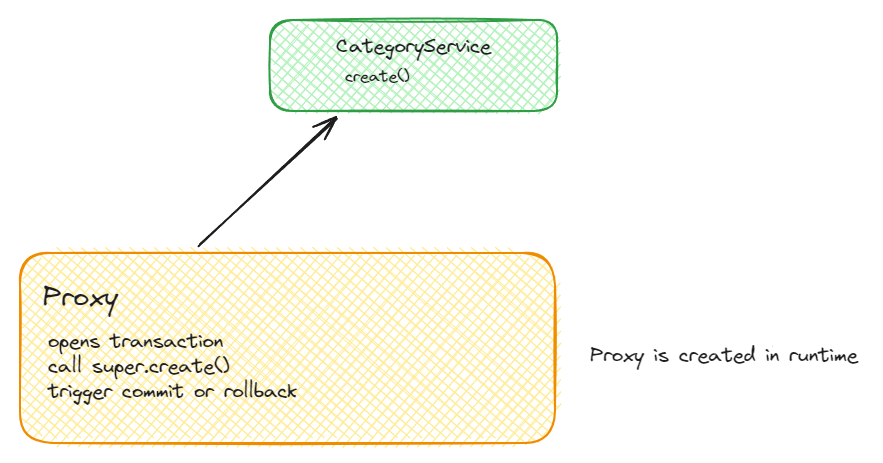 CategoryService
create()
Proxy
opens transaction
call super.create()
trigger commit or rollback
Proxy is created in runtime